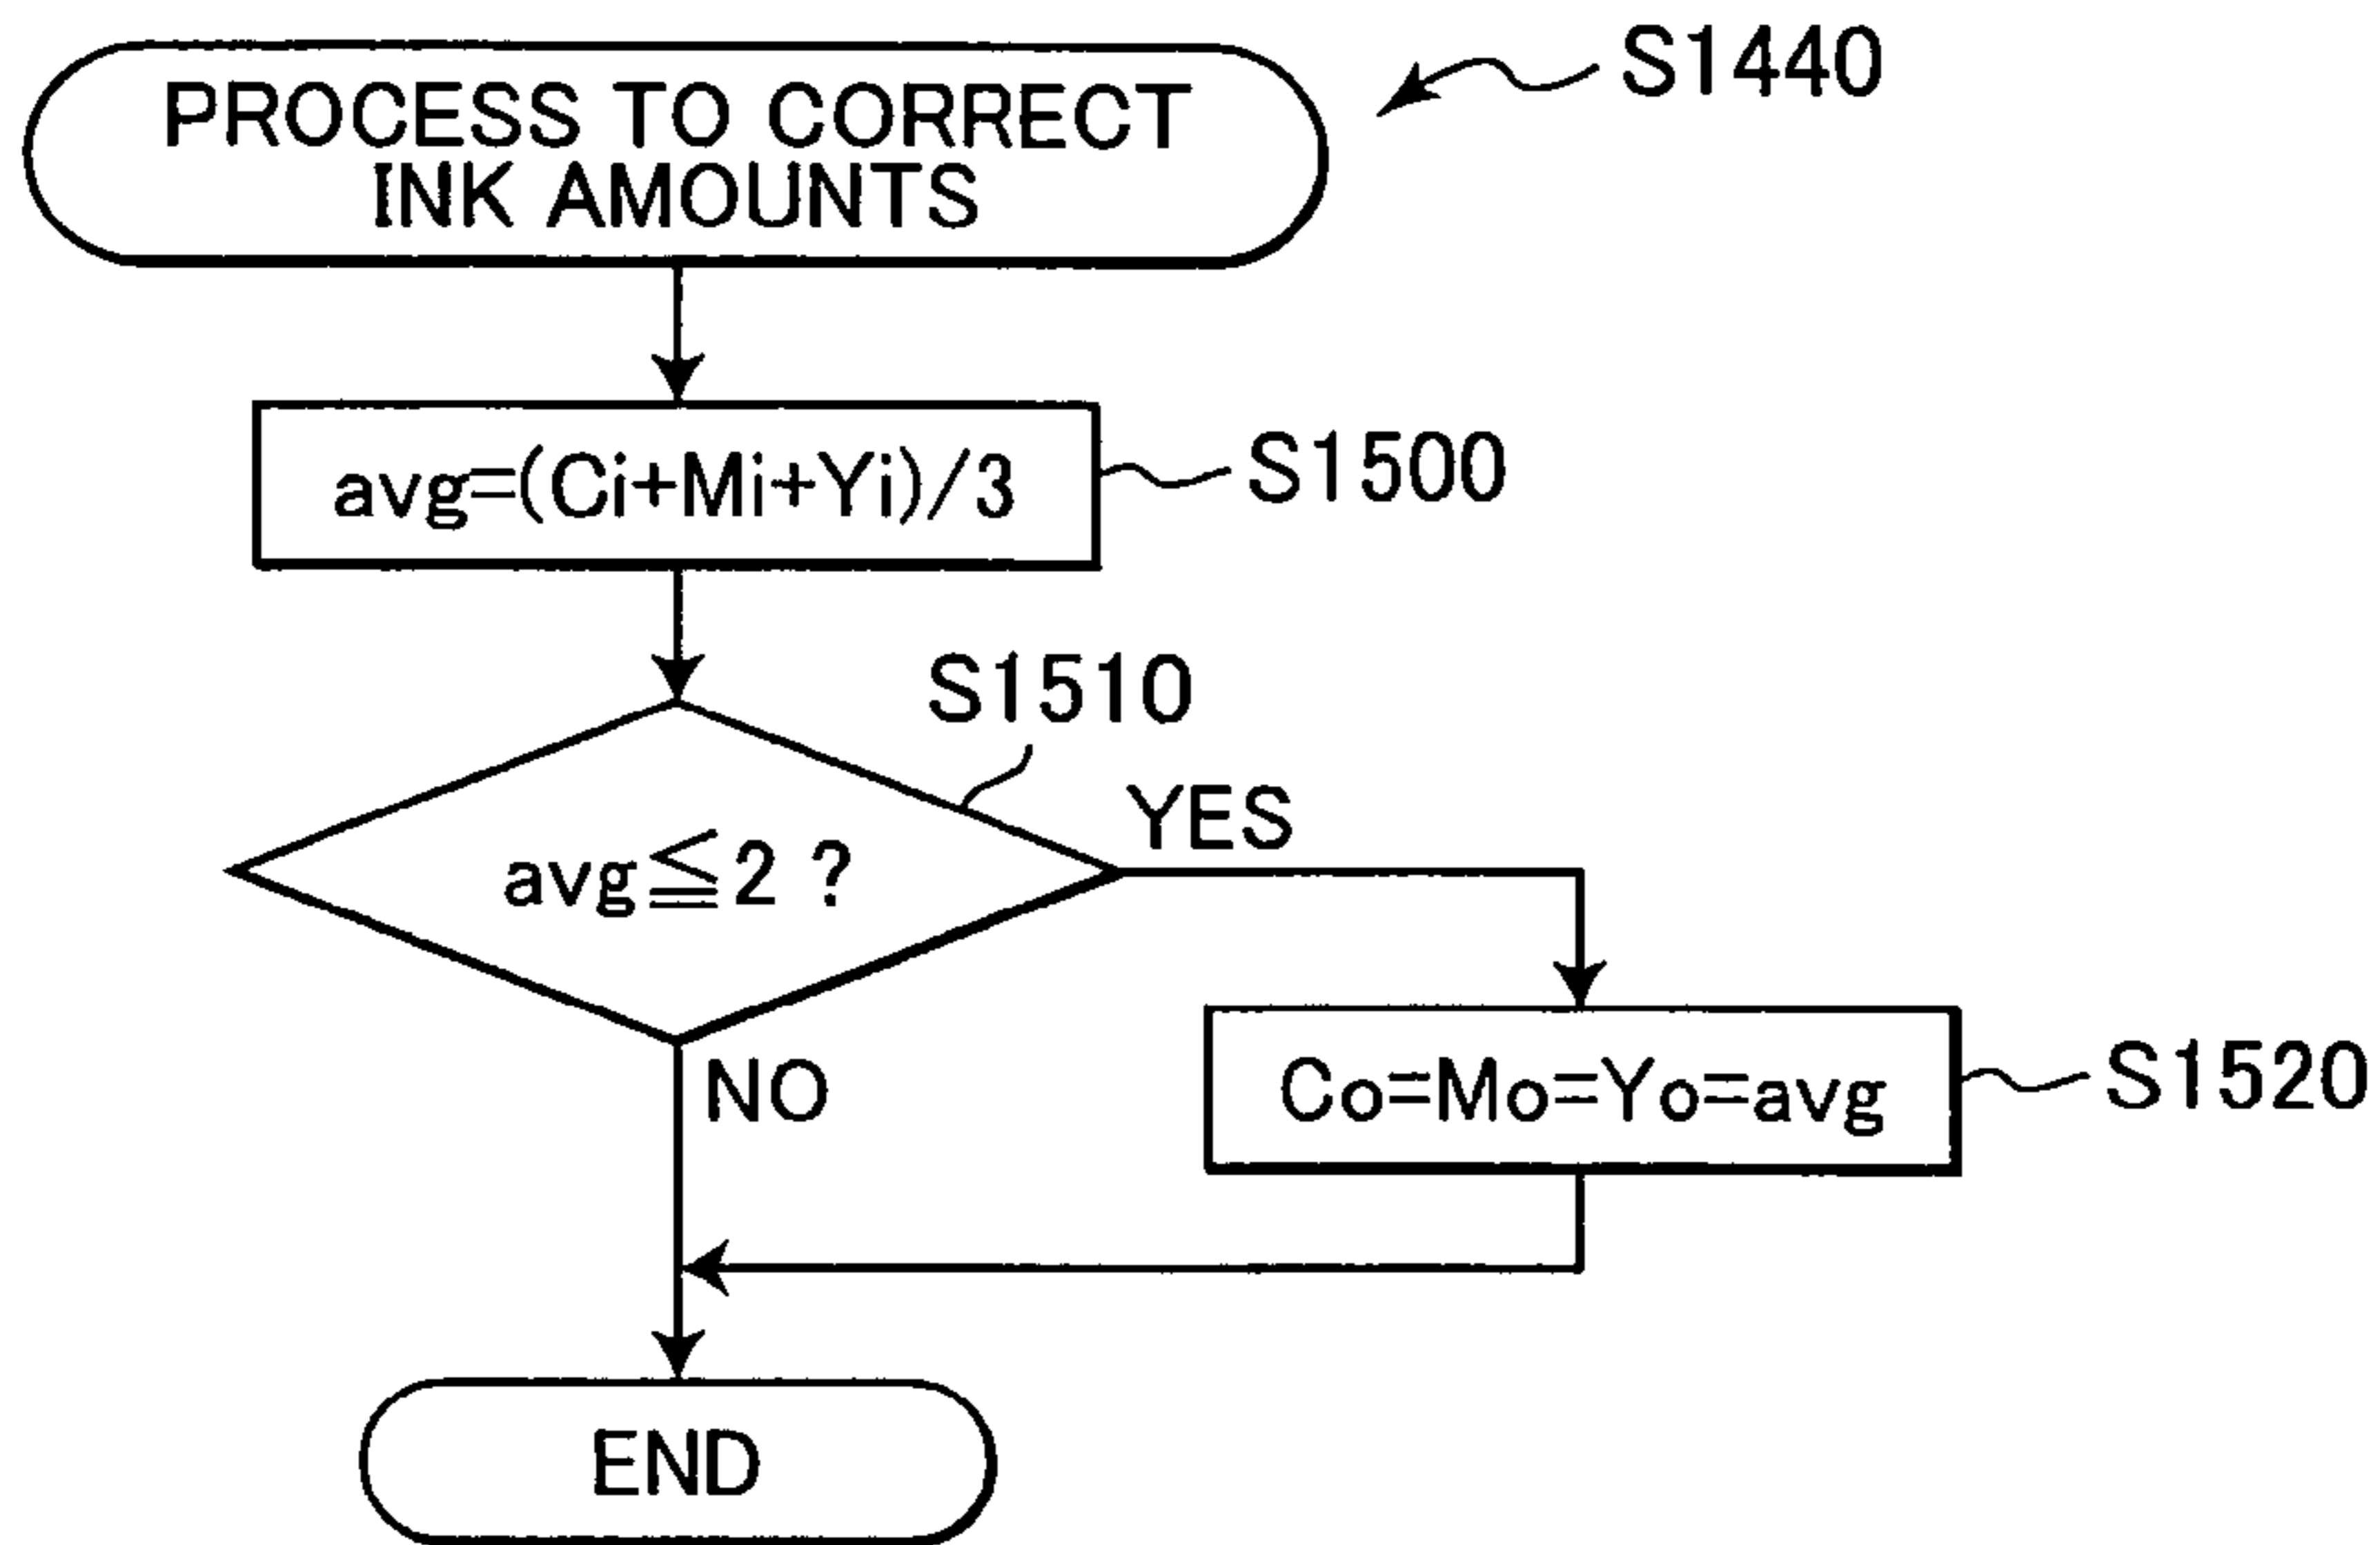 S1440
PROCESS TO CORRECT
INK AMOUNTS
avg=(Ci+Mi+Yi)/3
S1500
S1510
YES
avg≦2 ?
NO
Co=Mo=Yo=avg
S1520
END